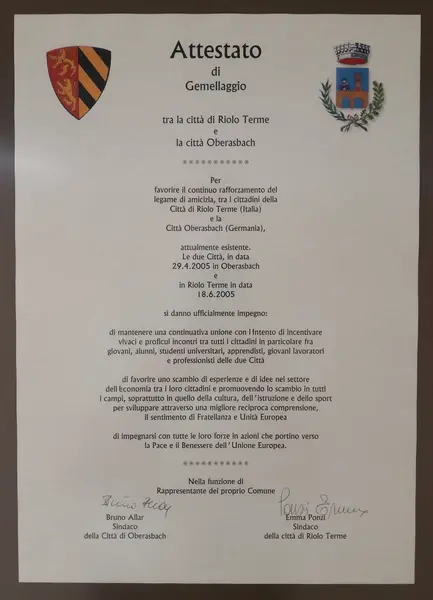 Attestato
di
Gemellaggio
tra la città di Riolo Terme
e
la città Oberasbach
***********
Per
favorire il continuo rafforzamento del
legame di amicizia, tra i cittadini della
Città di Riolo Terme (Italia)
e la
Città Oberasbach (Germania),
attualmente esistente.
Le due Città, in data
29.4.2005 in Oberasbach
e
in Riolo Terme in data
18.6.2005
si danno ufficialmente impegno:
di mantenere una continuativa unione con l'intento di incentivare
vivaci e proficui incontri tra tutti i cittadini in particolare fra
giovani, alunni, studenti universitari, apprendisti, giovani lavoratori
e professionisti delle due Città
di favorire uno scambio di esperienze e di idee nel settore
dell'Economia tra i loro cittadini e promuovendo lo scambio in tutti
i campi, soprattutto in quello della cultura, dell'istruzione e dello sport
per sviluppare attraverso una migliore reciproca comprensione,
il sentimento di Fratellanza e Unità Europea
di impegnarsi con tutte le loro forze in azioni che portino verso
la Pace e il Benessere dell'Unione Europea.
***********
Nella funzione di
Rappresentante del proprio Comune
Bruno Allar
Sindaco
della Città di Oberasbach
Emma Ponzi
Sindaco
della città di Riolo Terme